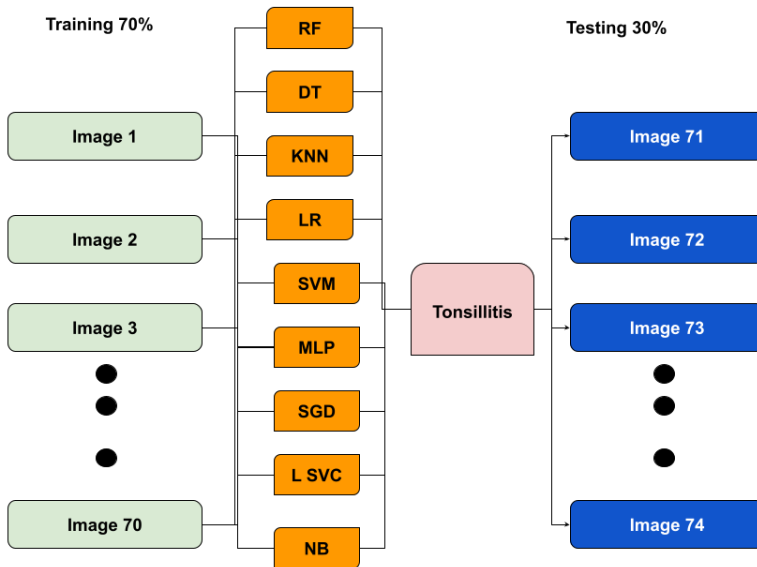 Training 70%
Testing 30%
RF
DT
KNN
LR
SVM
MLP
SGD
L SVC
NB
Image 1
Image 2
Image 3
Image 70
Tonsillitis
Image 71
Image 72
Image 73
Image 74